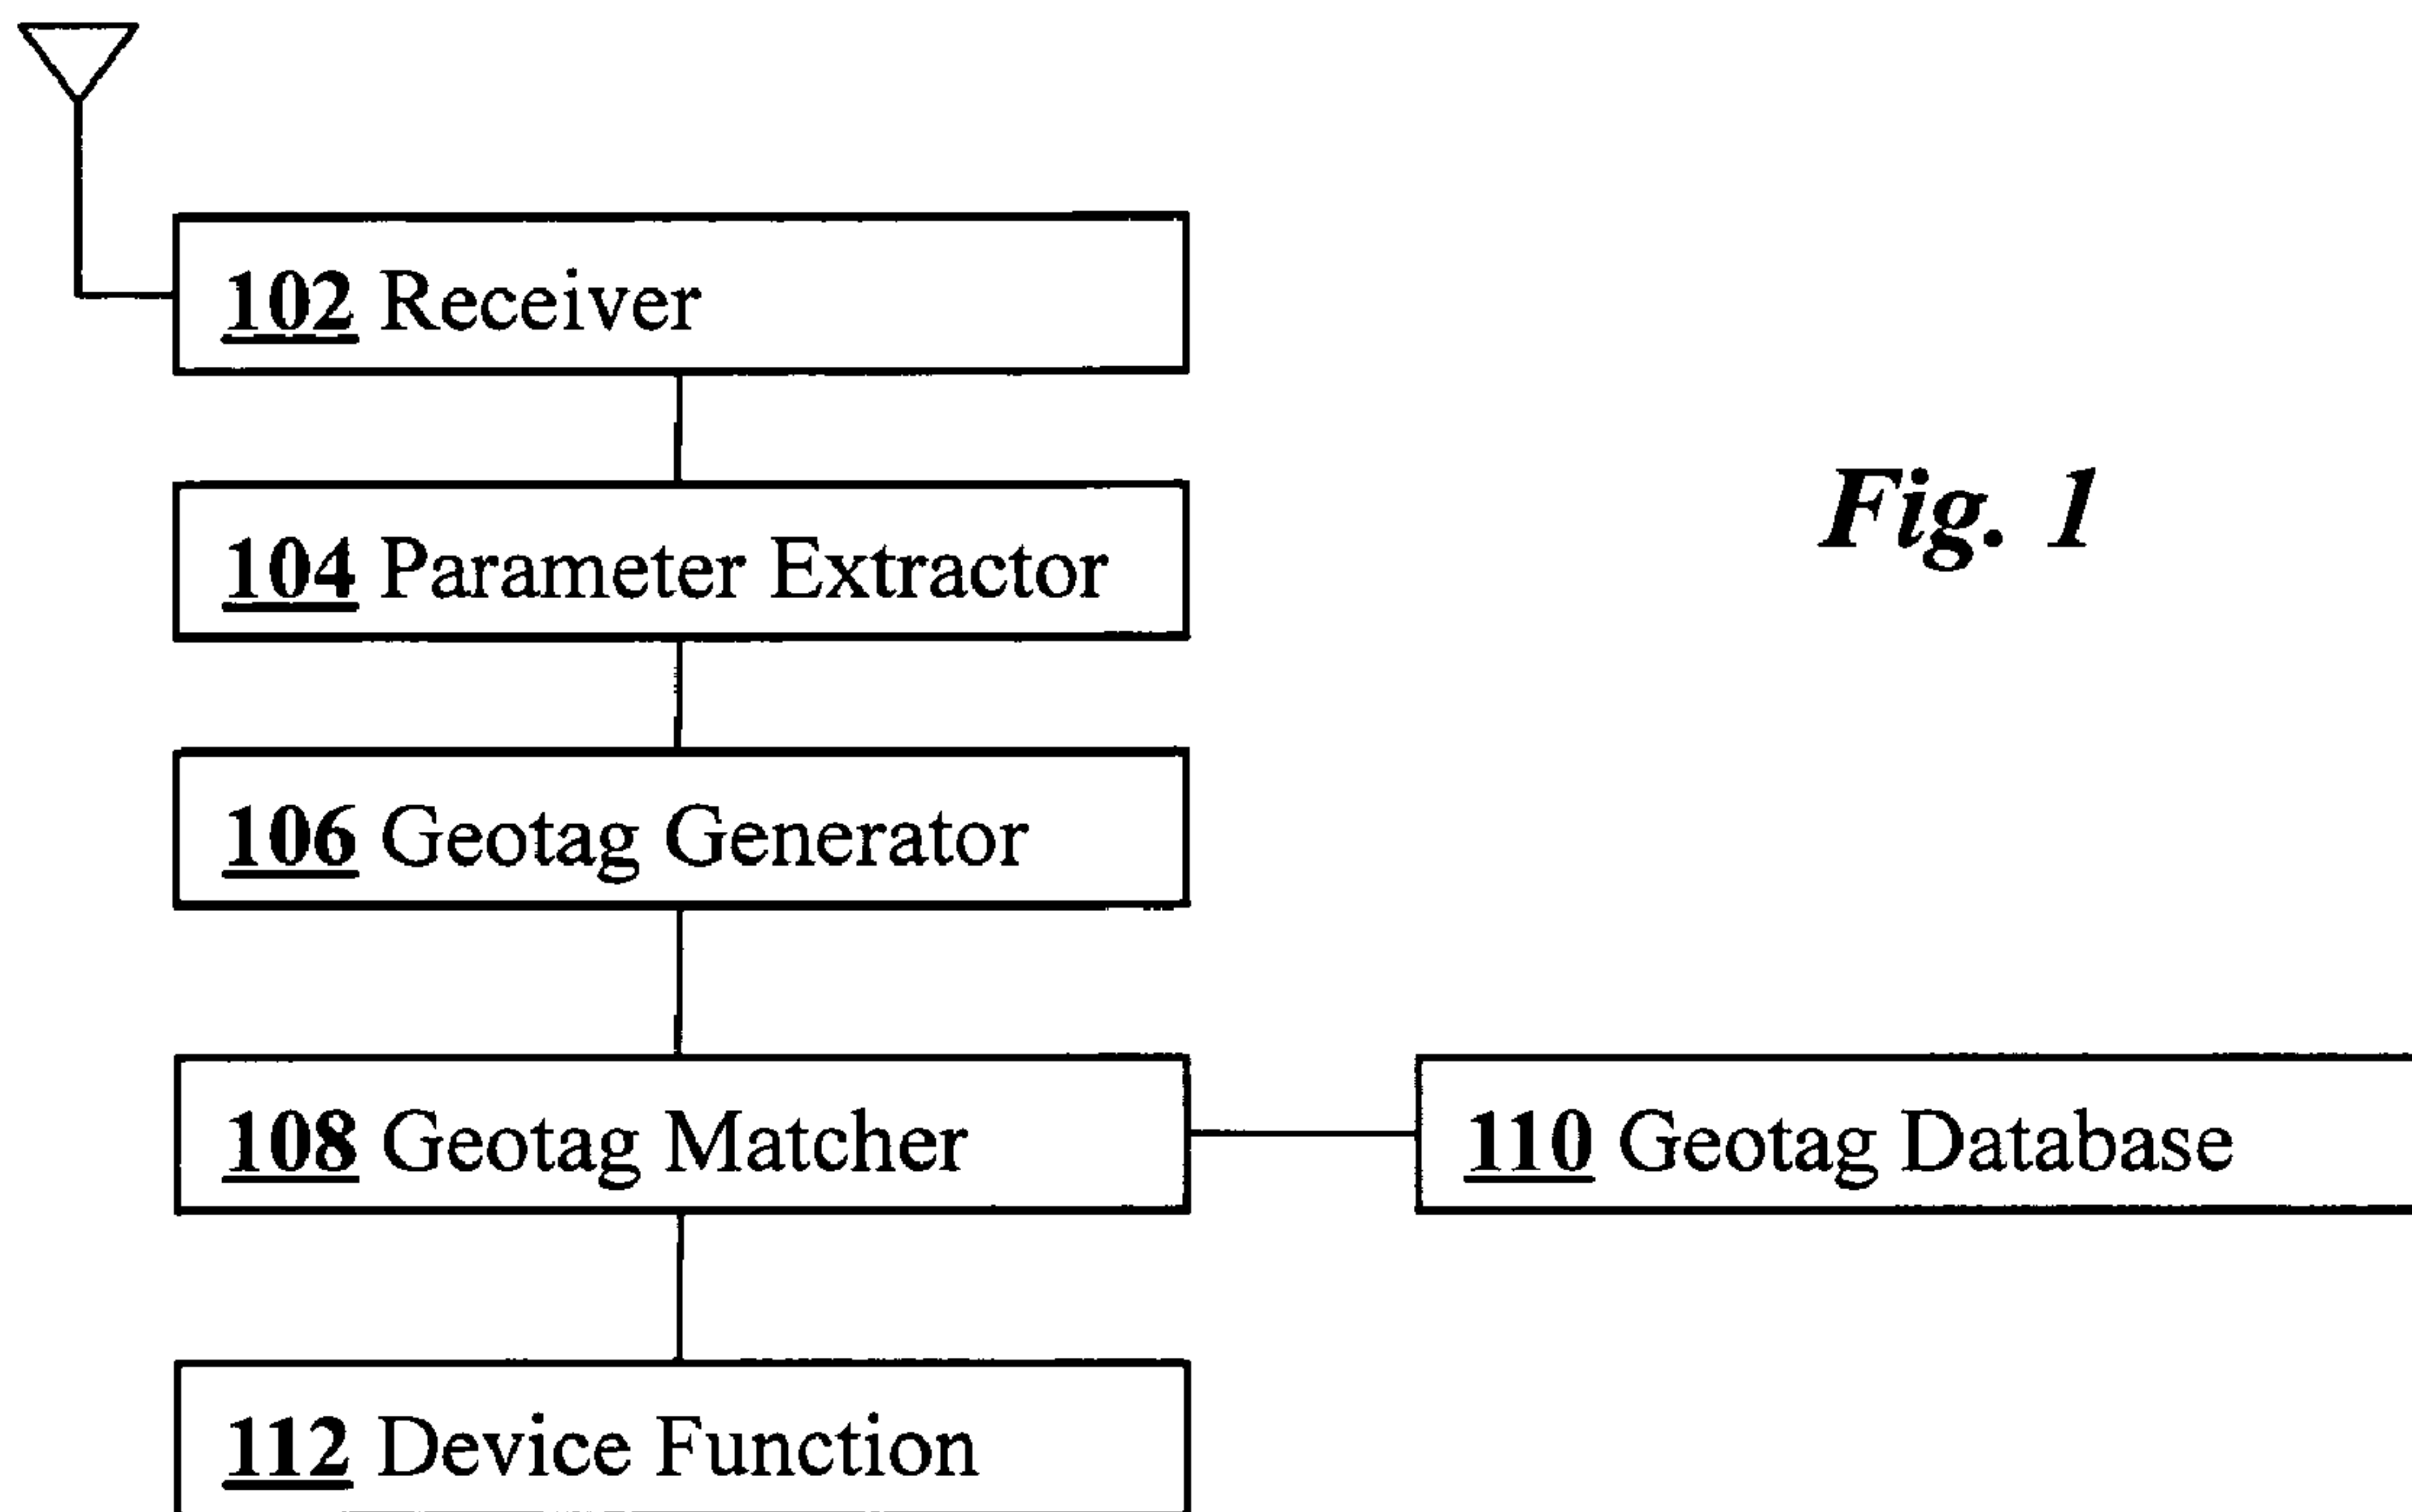 102 Receiver
104 Parameter Extractor
Fig. 1
106 Geotag Generator
108 Geotag Matcher
110 Geotag Database
112 Device Function